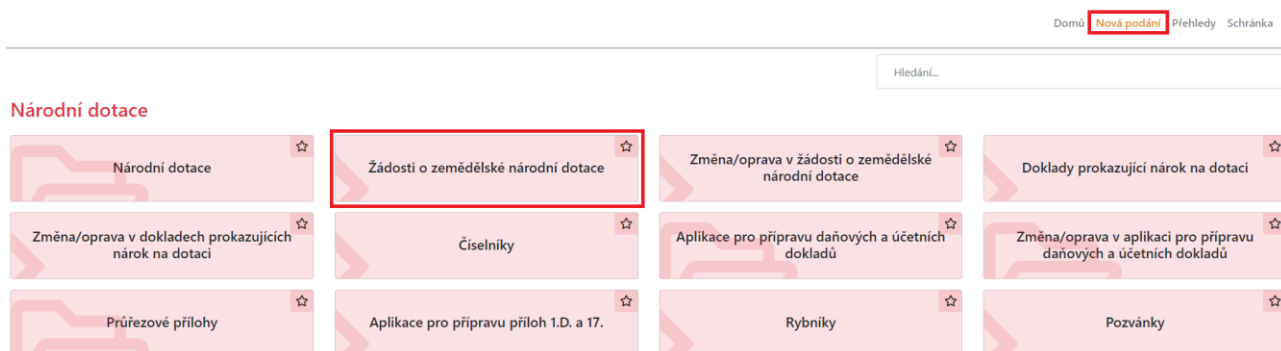 Domů Nová podání Přehledy Schránka
Hledání...
Národní dotace
Národní dotace
Žádosti o zemědělské národní dotace
Změna/oprava v žádosti o zemědělské
národní dotace
Doklady prokazující nárok na dotaci
Změna/oprava v dokladech prokazujících
nárok na dotaci
Číselníky
Aplikace pro přípravu daňových a účetních
dokladů
Změna/oprava v aplikaci pro přípravu
daňových a účetních dokladů
Průřezové přílohy
Aplikace pro přípravu příloh 1.D. a 17.
Rybníky
Pozvánky